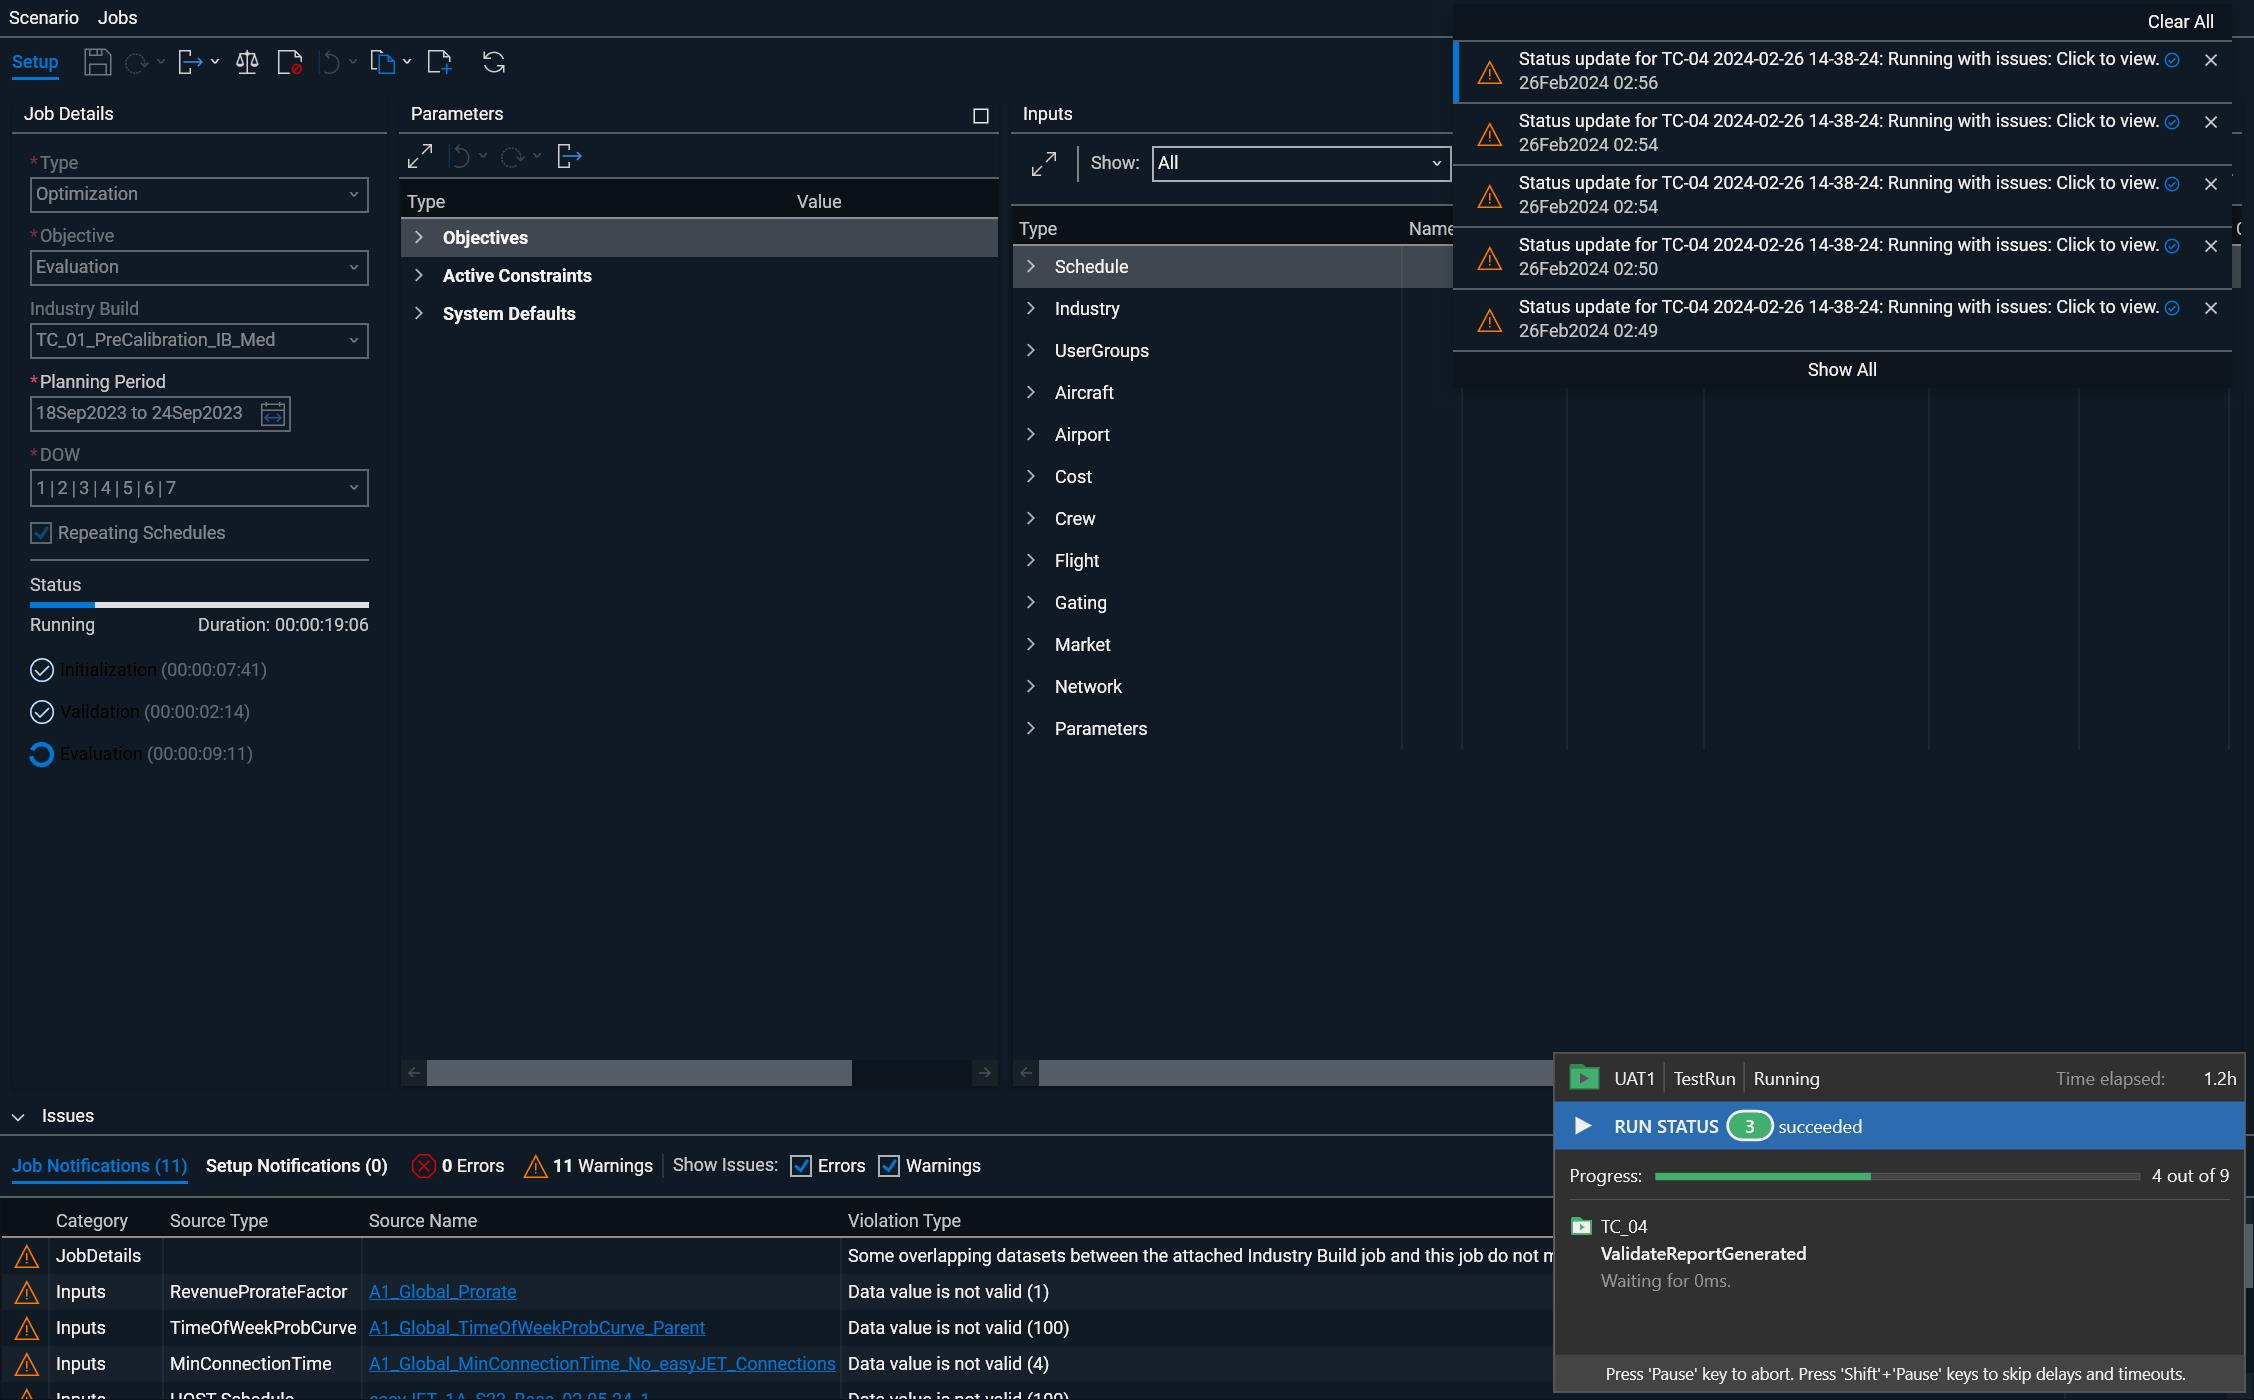 Scenario Jobs
Clear All
Setup
Status update for TC-04 2024-02-26 14-38-24: Running with issues: Click to view.
26Feb2024 02:56
Status update for TC-04 2024-02-26 14-38-24: Running with issues: Click to view.
26Feb2024 02:54
Status update for TC-04 2024-02-26 14-38-24: Running with issues: Click to view.
26Feb2024 02:54
Status update for TC-04 2024-02-26 14-38-24: Running with issues: Click to view.
26Feb2024 02:50
Status update for TC-04 2024-02-26 14-38-24: Running with issues: Click to view.
26Feb2024 02:49
Show All
Job Details
*Type
Optimization
*Objective
Evaluation
Industry Build
TC_01_PreCalibration_IB_Med
*Planning Period
18Sep2023 to 24Sep2023
*DOW
1|2|3|4|5|6|7
Repeating Schedules
Status
Running Duration: 00:00:19:06
Initialization (00:00:07:41)
Validation (00:00:02:14)
Evaluation (00:00:09:11)
Parameters
Type Value
Objectives
Active Constraints
System Defaults
Inputs
Show: All
Type Name
Schedule
Industry
UserGroups
Aircraft
Airport
Cost
Crew
Flight
Gating
Market
Network
Parameters
Issues
Job Notifications (11) Setup Notifications (0) 0 Errors 11 Warnings Show Issues: Errors Warnings
Category Source Type Source Name Violation Type
JobDetails Some overlapping datasets between the attached Industry Build job and this job do not
Inputs RevenueProrateFactor A1_Global_Prorate Data value is not valid (1)
Inputs TimeOfWeekProbCurve A1_Global_TimeOfWeekProbCurve_Parent Data value is not valid (100)
Inputs MinConnectionTime A1_Global_MinConnectionTime_No_easyJET_Connections Data value is not valid (4)
UAT1 TestRun Running Time elapsed: 1.2h
RUN STATUS 3 succeeded
Progress: 4 out of 9
TC_04
ValidateReportGenerated
Waiting for 0ms.
Press 'Pause' key to abort. Press 'Shift'+'Pause' keys to skip delays and timeouts.